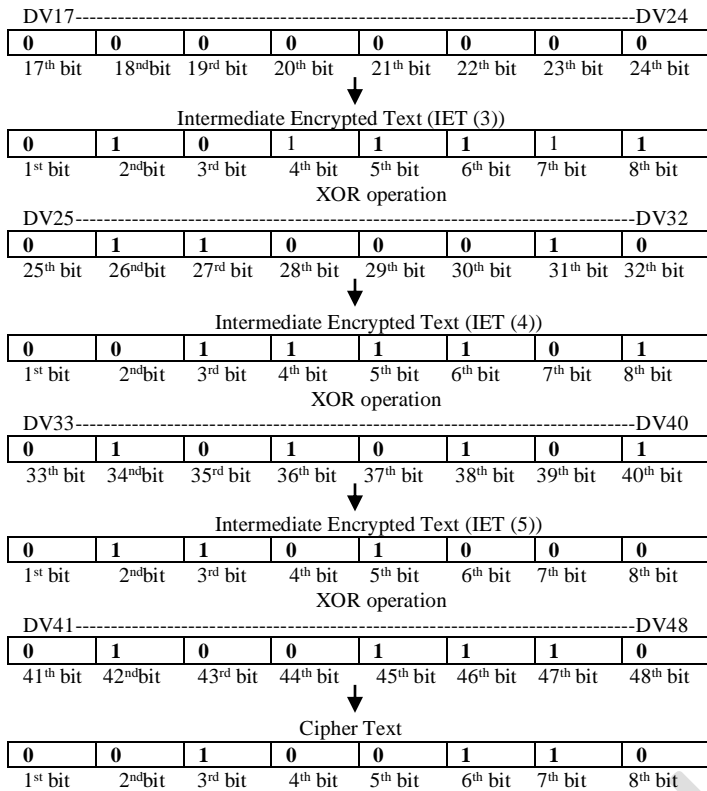 DV17-----------------------------------------------------------------------------------DV24
0 0 0 0 0 0 0 0
17th bit 18ndbit 19rd bit 20th bit 21th bit 22th bit 23th bit 24th bit
Intermediate Encrypted Text (IET (3))
0 1 0 1 1 1 1 1
1st bit 2ndbit 3rd bit 4th bit 5th bit 6th bit 7th bit 8th bit
XOR operation
DV25-----------------------------------------------------------------------------------DV32
0 1 1 0 0 0 1 0
25th bit 26ndbit 27rd bit 28th bit 29th bit 30th bit 31th bit 32th bit
Intermediate Encrypted Text (IET (4))
0 0 1 1 1 1 0 1
1st bit 2ndbit 3rd bit 4th bit 5th bit 6th bit 7th bit 8th bit
XOR operation
DV33-----------------------------------------------------------------------------------DV40
0 1 0 1 0 1 0 1
33th bit 34ndbit 35rd bit 36th bit 37th bit 38th bit 39th bit 40th bit
Intermediate Encrypted Text (IET (5))
0 1 1 0 1 0 0 0
1st bit 2ndbit 3rd bit 4th bit 5th bit 6th bit 7th bit 8th bit
XOR operation
DV41-----------------------------------------------------------------------------------DV48
0 1 0 0 1 1 1 0
41th bit 42ndbit 43rd bit 44th bit 45th bit 46th bit 47th bit 48th bit
Cipher Text
0 0 1 0 0 1 1 0
1st bit 2ndbit 3rd bit 4th bit 5th bit 6th bit 7th bit 8th bit